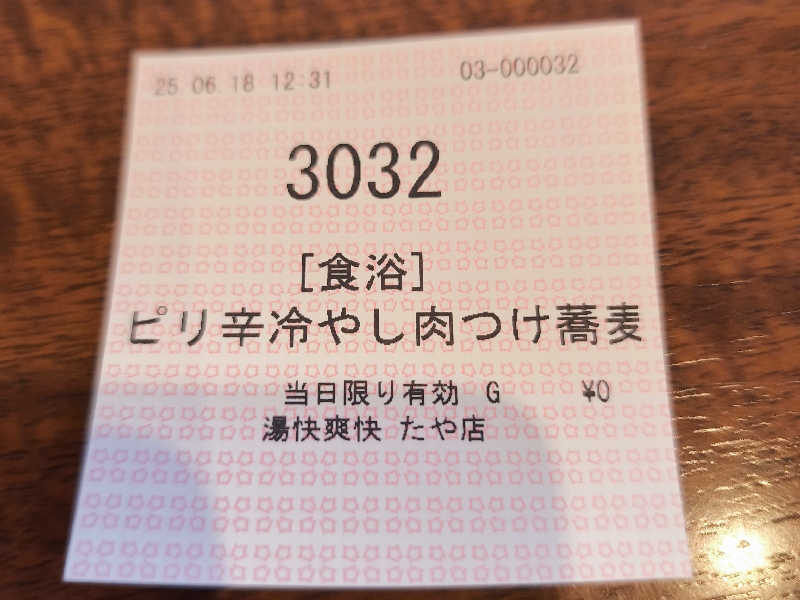 25 06.18 12:31 03-000032
3032
[食浴]
ピリ辛冷やし肉つけ蕎麦
当日限り有効 G ¥0
湯快爽快 たや店